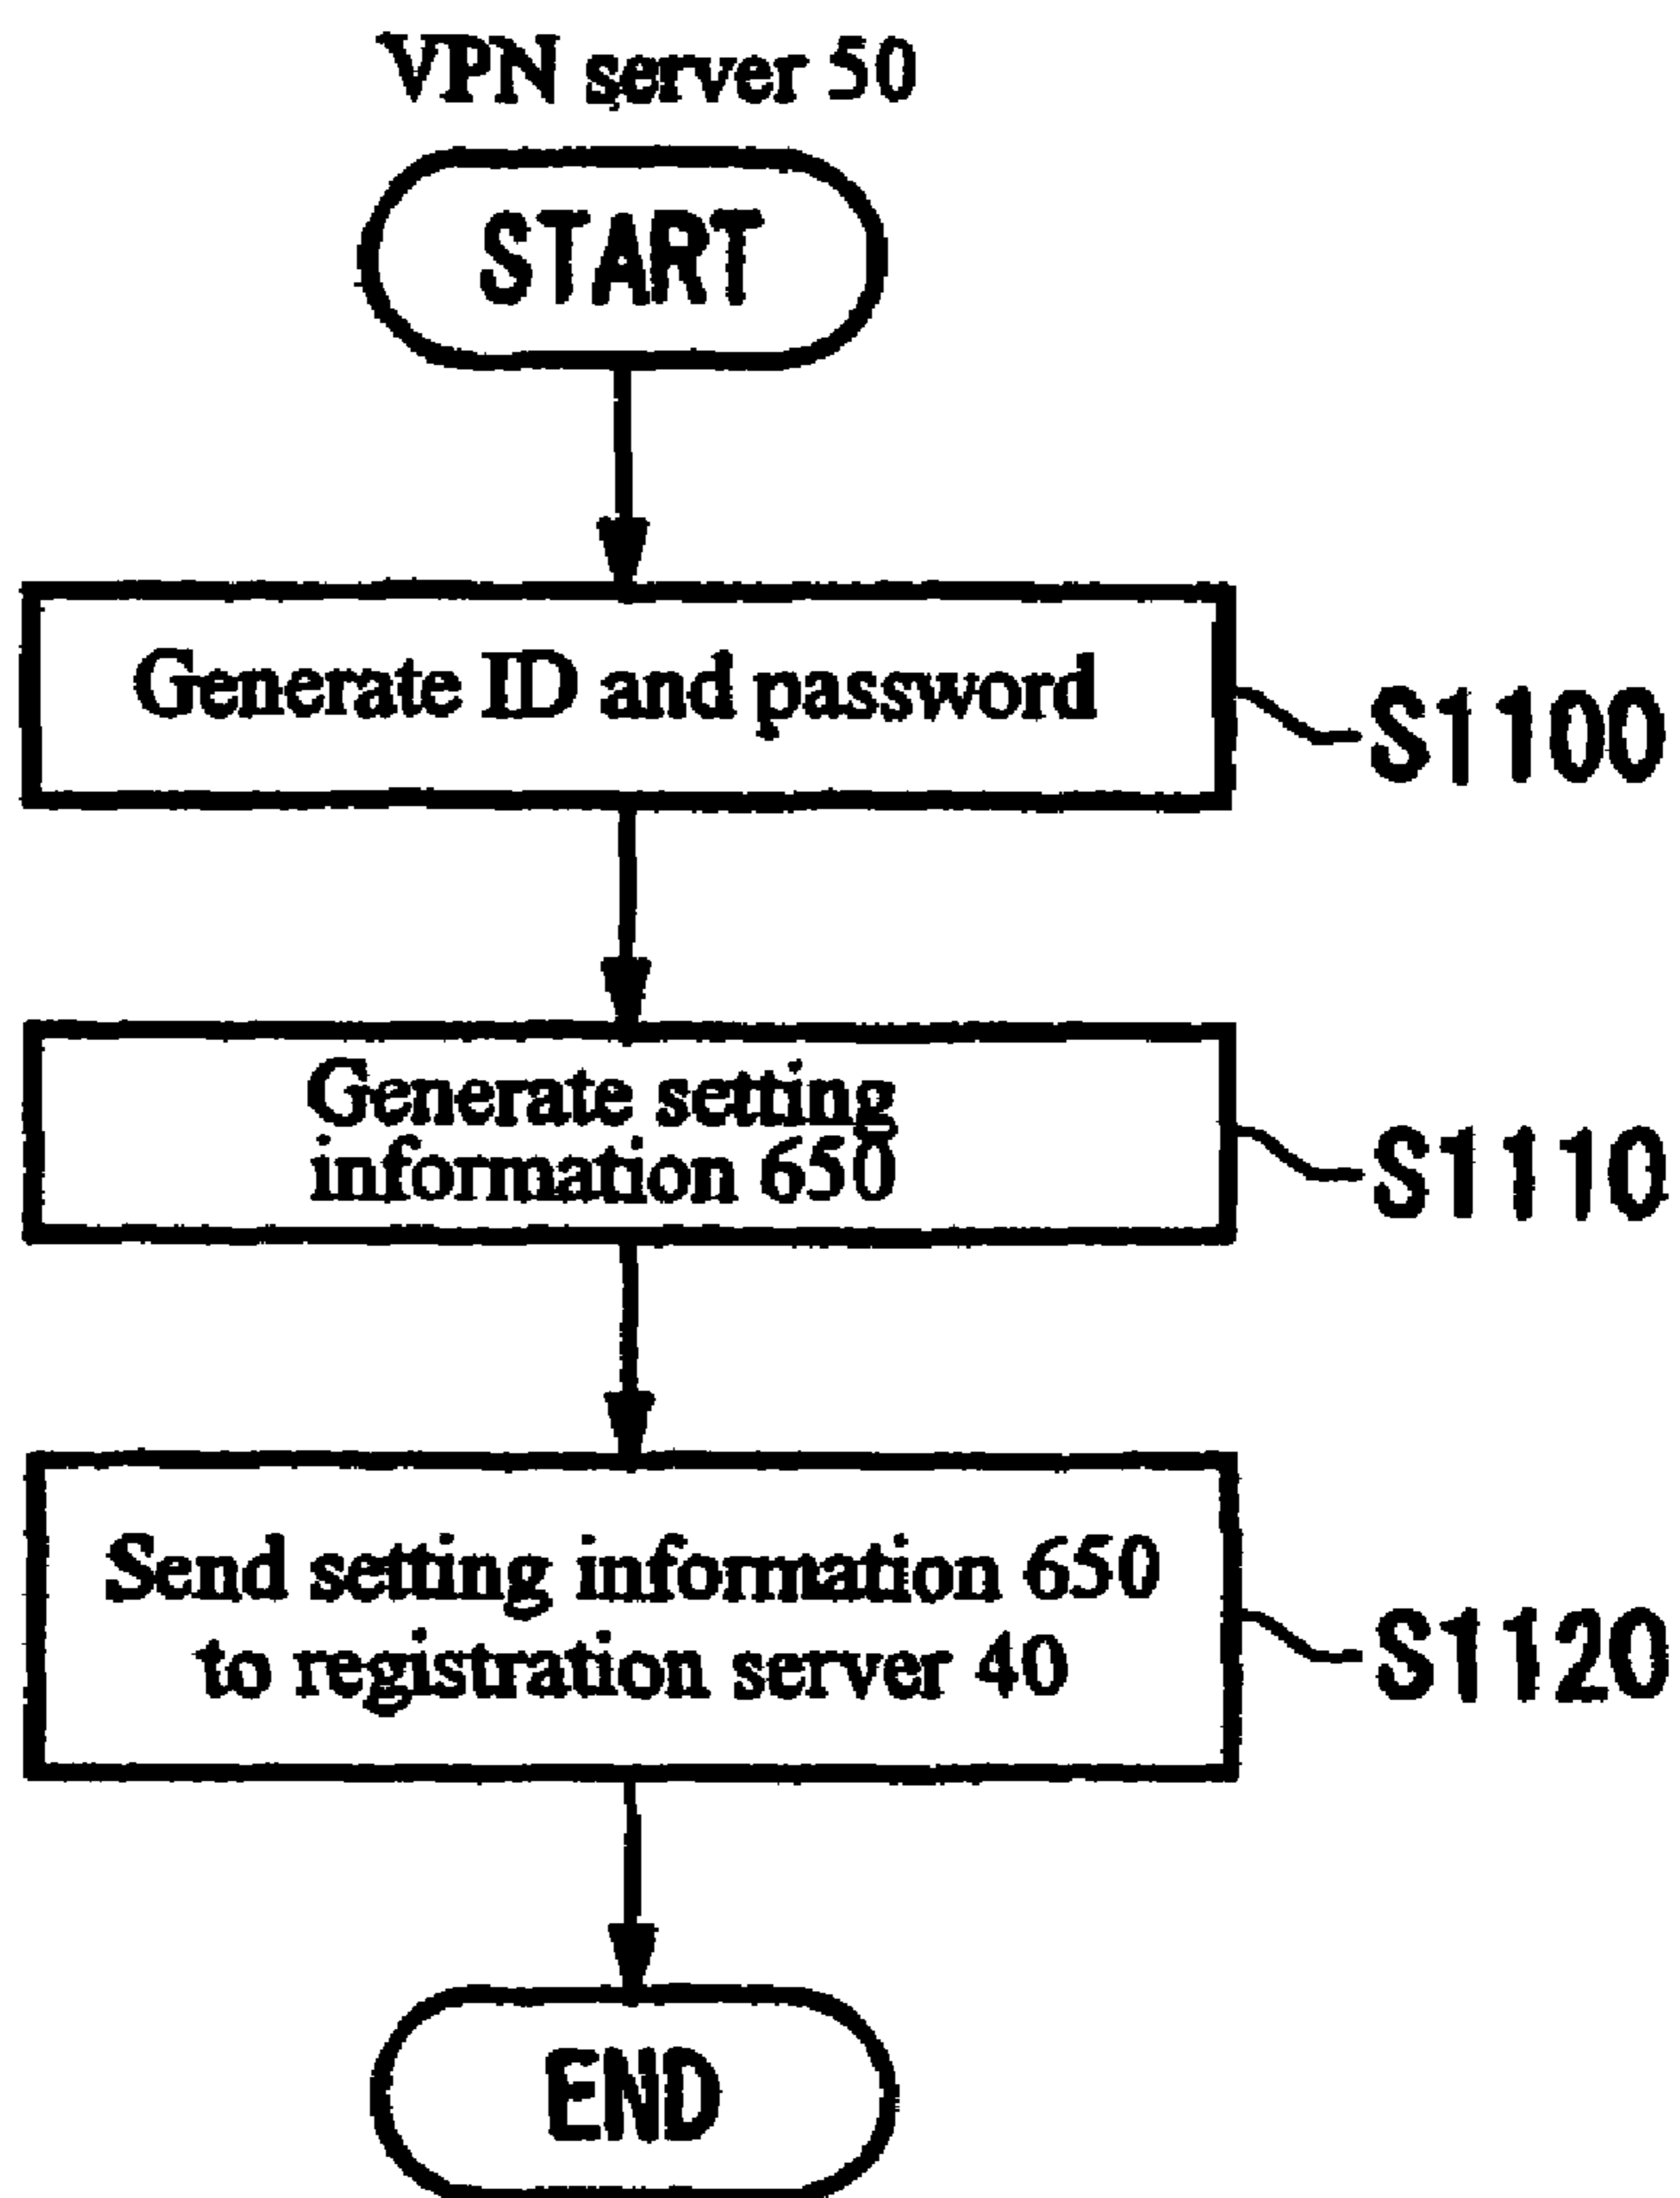 VPN server 50
START
Generate ID and password
S1100
Generate setting
information 650
S1110
Send setting information 650
to registration server 40
S1120
END